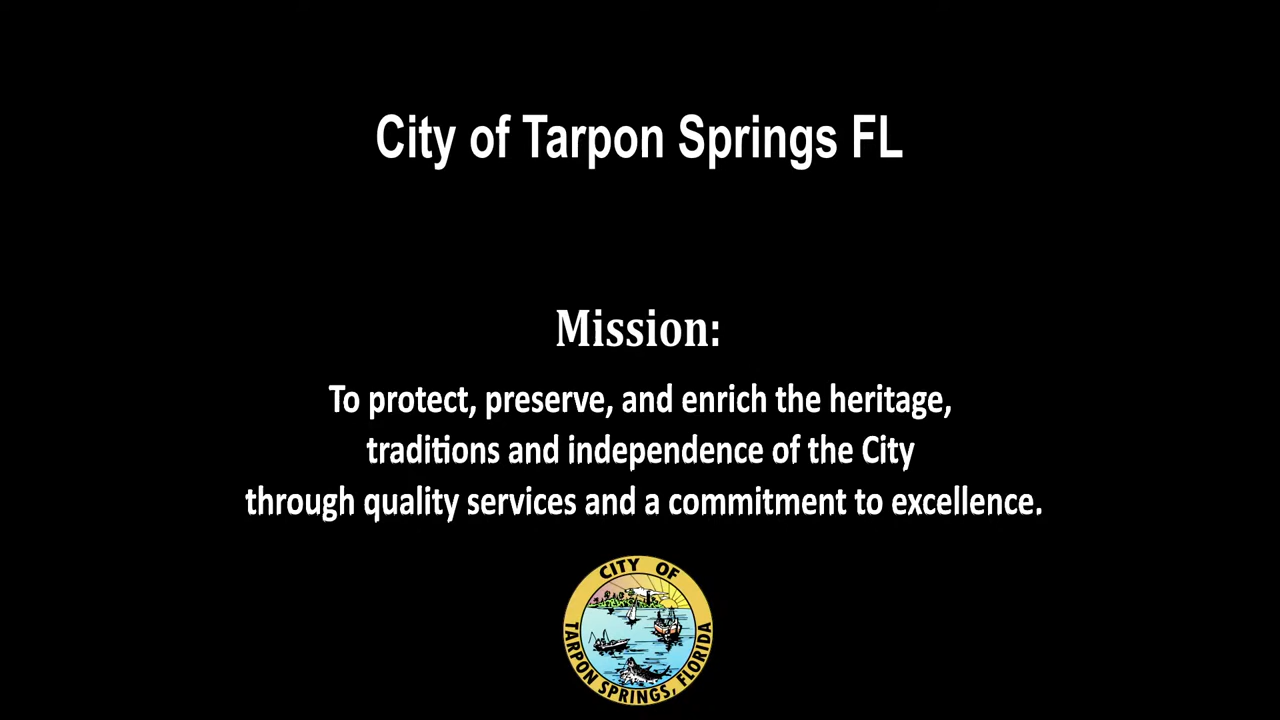 City of Tarpon Springs FL
Mission:
To protect, preserve, and enrich the heritage,
traditions and independence of the City
through quality services and a commitment to excellence.
CITY OF
TARPON SPRINGS, FLORIDA